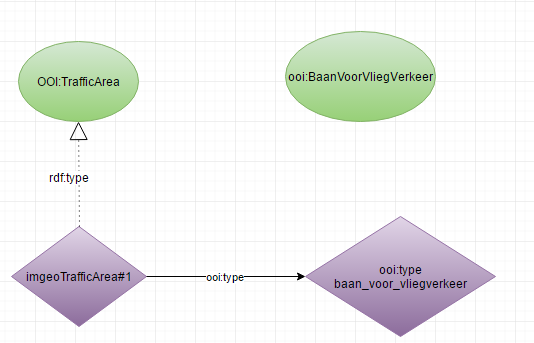 OOI:TrafficArea
ooi:BaanVoorVliegVerkeer
rdf:type
imgeoTrafficArea#1
ooi:type
ooi:type
baan_voor_vliegverkeer